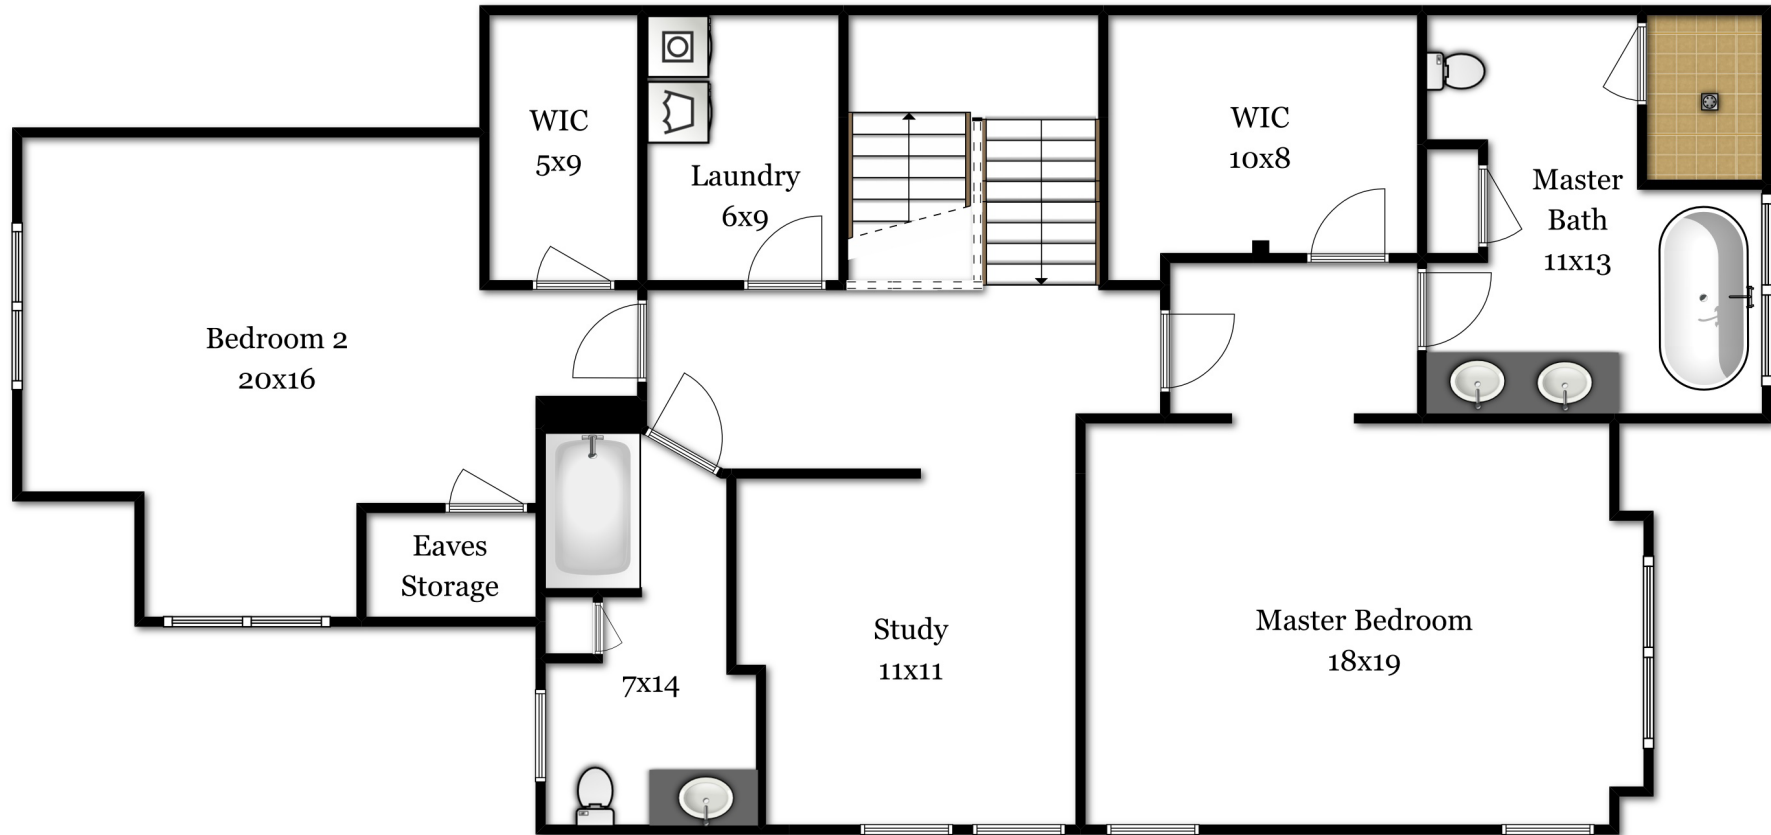 WIC
5x9
Laundry
6x9
WIC
10x8
Master
Bath
11x13
Bedroom 2
20x16
Eaves
Storage
7x14
Study
11x11
Master Bedroom
18x19